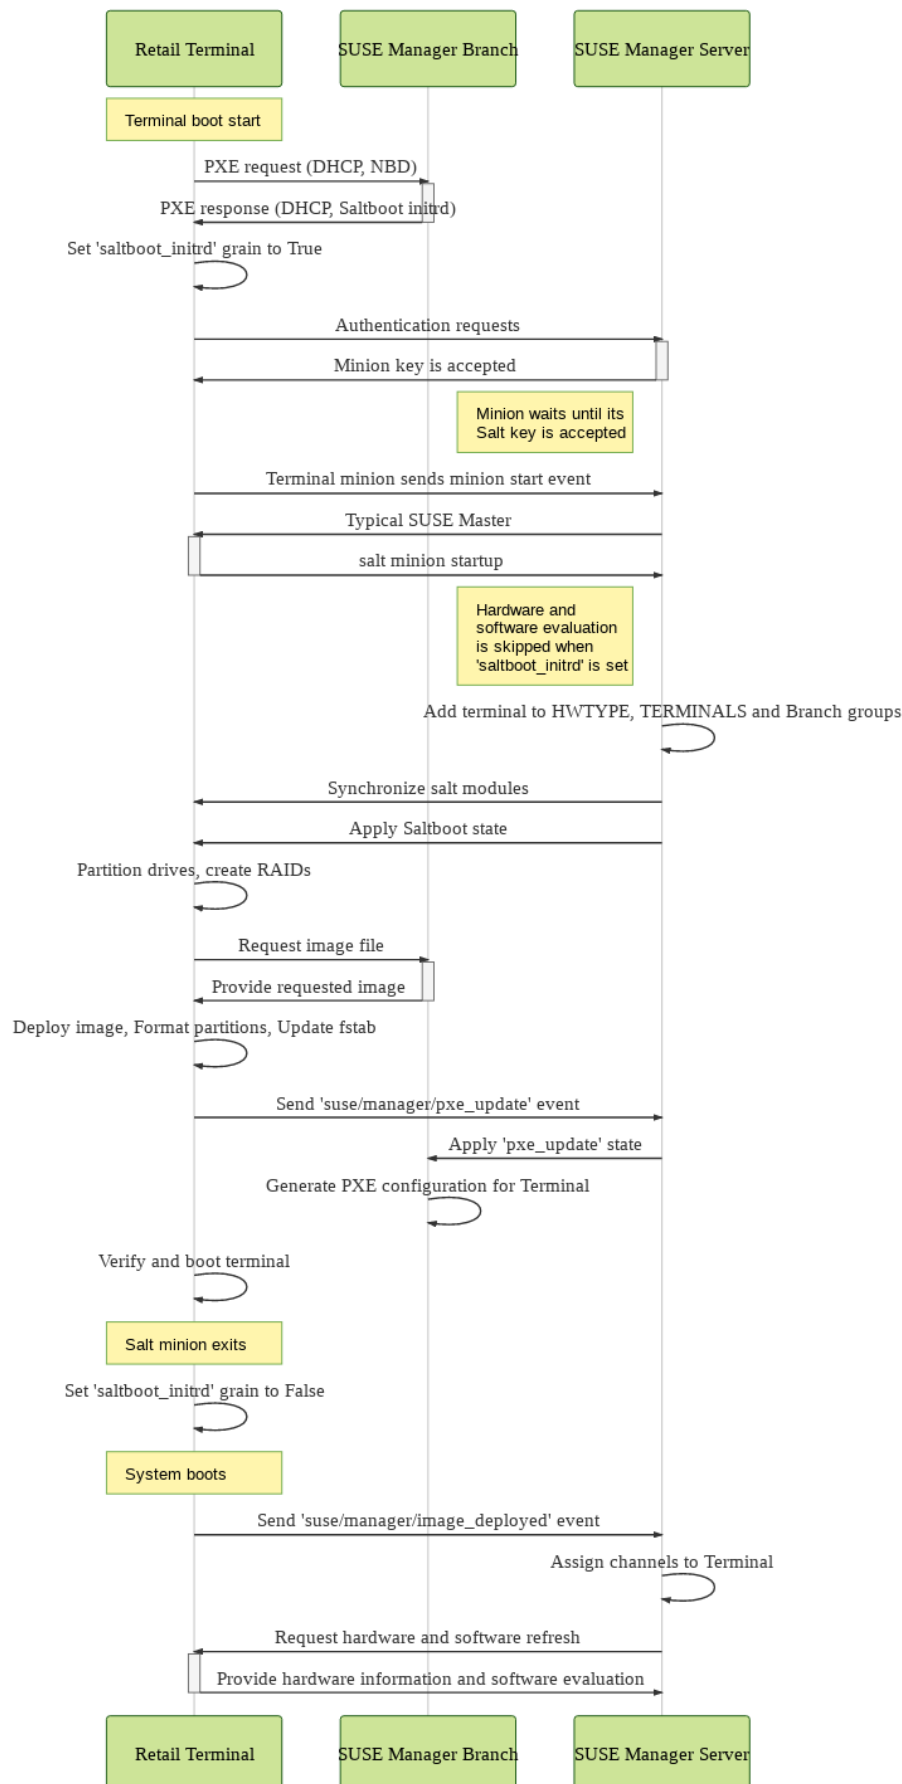 Retail Terminal
SUSE Manager Branch
SUSE Manager Server
Terminal boot start
PXE request (DHCP, NBD)
PXE response (DHCP, Saltboot initrd)
Set 'saltboot_initrd' grain to True
Authentication requests
Minion key is accepted
Minion waits until its
Salt key is accepted
Terminal minion sends minion start event
Typical SUSE Master
salt minion startup
Hardware and
software evaluation
is skipped when
'saltboot_initrd' is set
Add terminal to HWTYPE, TERMINALS and Branch groups
Synchronize salt modules
Apply Saltboot state
Partition drives, create RAIDs
Request image file
Provide requested image
Deploy image, Format partitions, Update fstab
Send 'suse/manager/pxe_update' event
Apply 'pxe_update' state
Generate PXE configuration for Terminal
Verify and boot terminal
Salt minion exits
Set 'saltboot_initrd' grain to False
System boots
Send 'suse/manager/image_deployed' event
Assign channels to Terminal
Request hardware and software refresh
Provide hardware information and software evaluation
Retail Terminal
SUSE Manager Branch
SUSE Manager Server